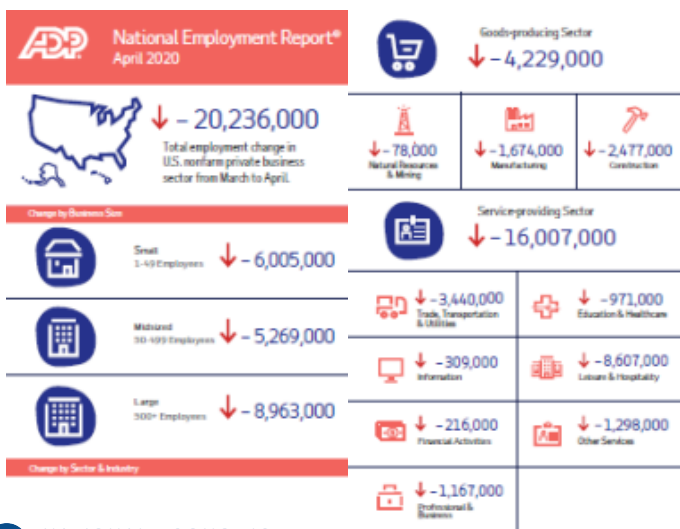 ADP
National Employment Report®
April 2020
- 20,236,000
Total employment change in
U.S. nonfarm private business
sector from March to April.
Change by Business Size
Small
1-49 Employees
- 6,005,000
Midsized
50-499 Employees
- 5,269,000
Large
500+ Employees
- 8,963,000
Change by Sector & Industry
Goods-producing Sector
- 4,229,000
-78,000
Natural Resources
& Mining
-1,674,000
Manufacturing
-2,477,000
Construction
Service-providing Sector
- 16,007,000
-3,440,000
Trade, Transportation
& Utilities
-971,000
Education & Healthcare
-309,000
Information
-8,607,000
Leisure & Hospitality
-216,000
Financial Activities
-1,298,000
Other Services
-1,167,000
Professional &
Business